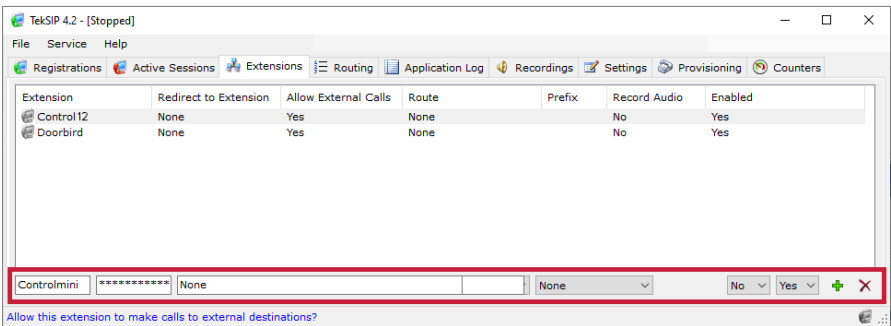 TekSIP 4.2 - [Stopped]
File Service Help
Registrations Active Sessions Extensions Routing Application Log Recordings Settings Provisioning Counters
Extension Redirect to Extension Allow External Calls Route Prefix Record Audio Enabled
Control12 None Yes None No Yes
Doorbird None Yes None No Yes
Controlmini *********** None None No Yes
Allow this extension to make calls to external destinations?